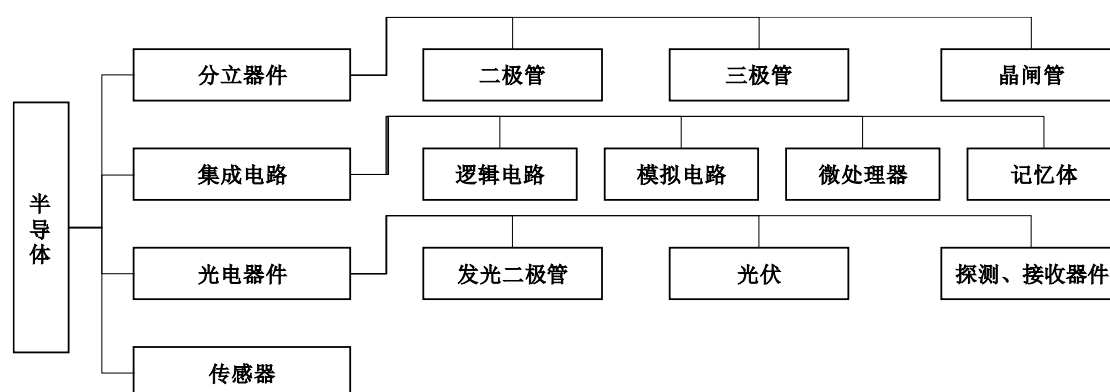 半导体
分立器件
二极管
三极管
晶闸管
集成电路
逻辑电路
模拟电路
微处理器
记忆体
光电器件
发光二极管
光伏
探测、接收器件
传感器